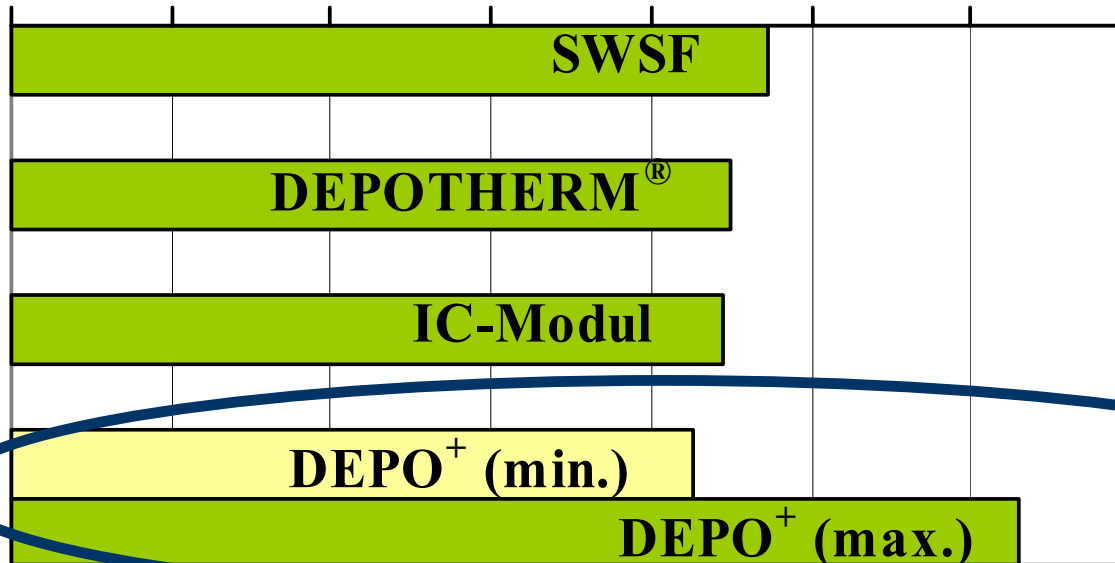 SWSF
DEPOTHERM®
IC-Modul
DEPO⁺ (min.)
DEPO⁺ (max.)